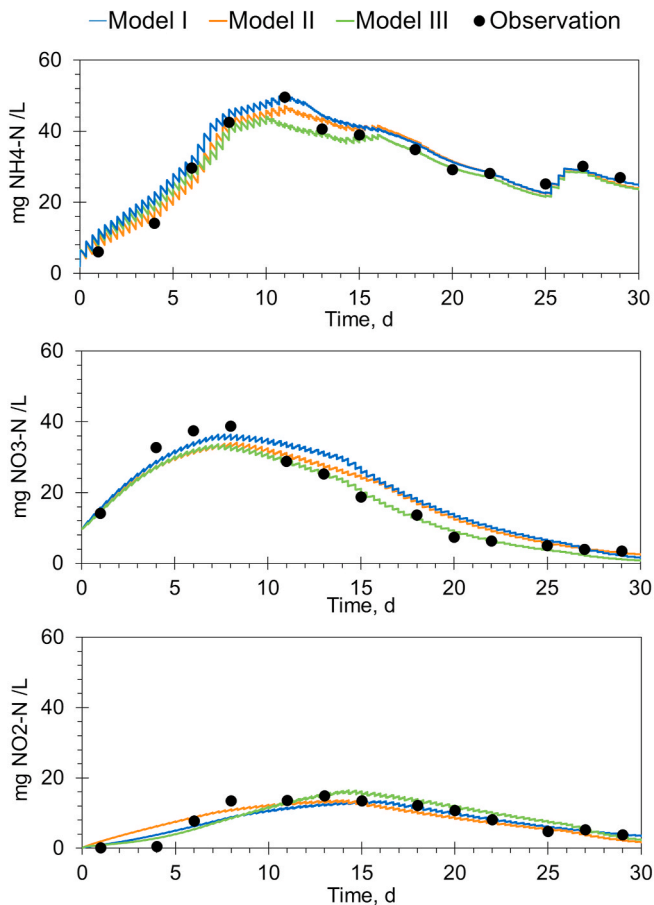 Model I Model II Model III Observation
mg NH4-N /L
60
40
20
0
0 5 10 15 20 25 30
Time, d
mg NO3-N /L
60
40
20
0
0 5 10 15 20 25 30
Time, d
mg NO2-N /L
60
40
20
0
0 5 10 15 20 25 30
Time, d